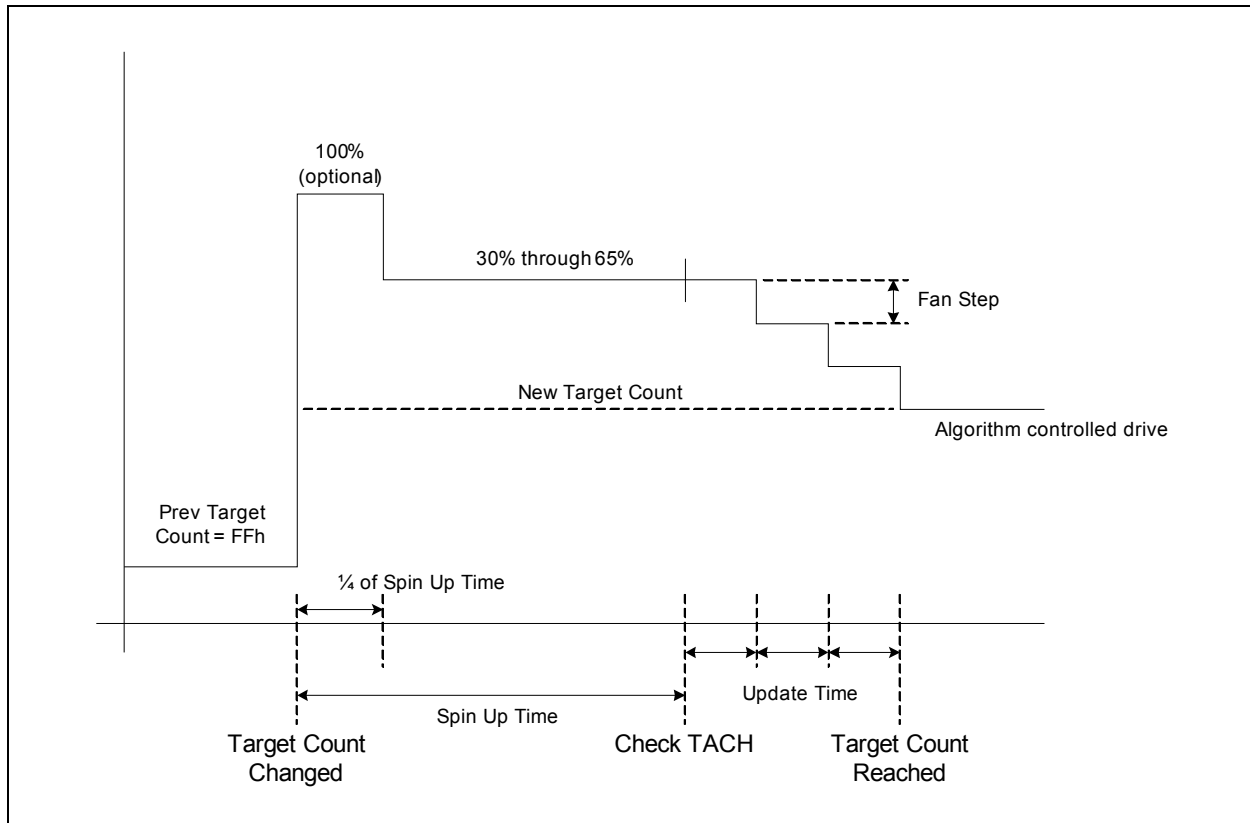 100%
(optional)
30% through 65%
Fan Step
New Target Count
Algorithm controlled drive
Prev Target
Count = FFh
¼ of Spin Up Time
Update Time
Spin Up Time
Target Count
Changed
Check TACH
Target Count
Reached